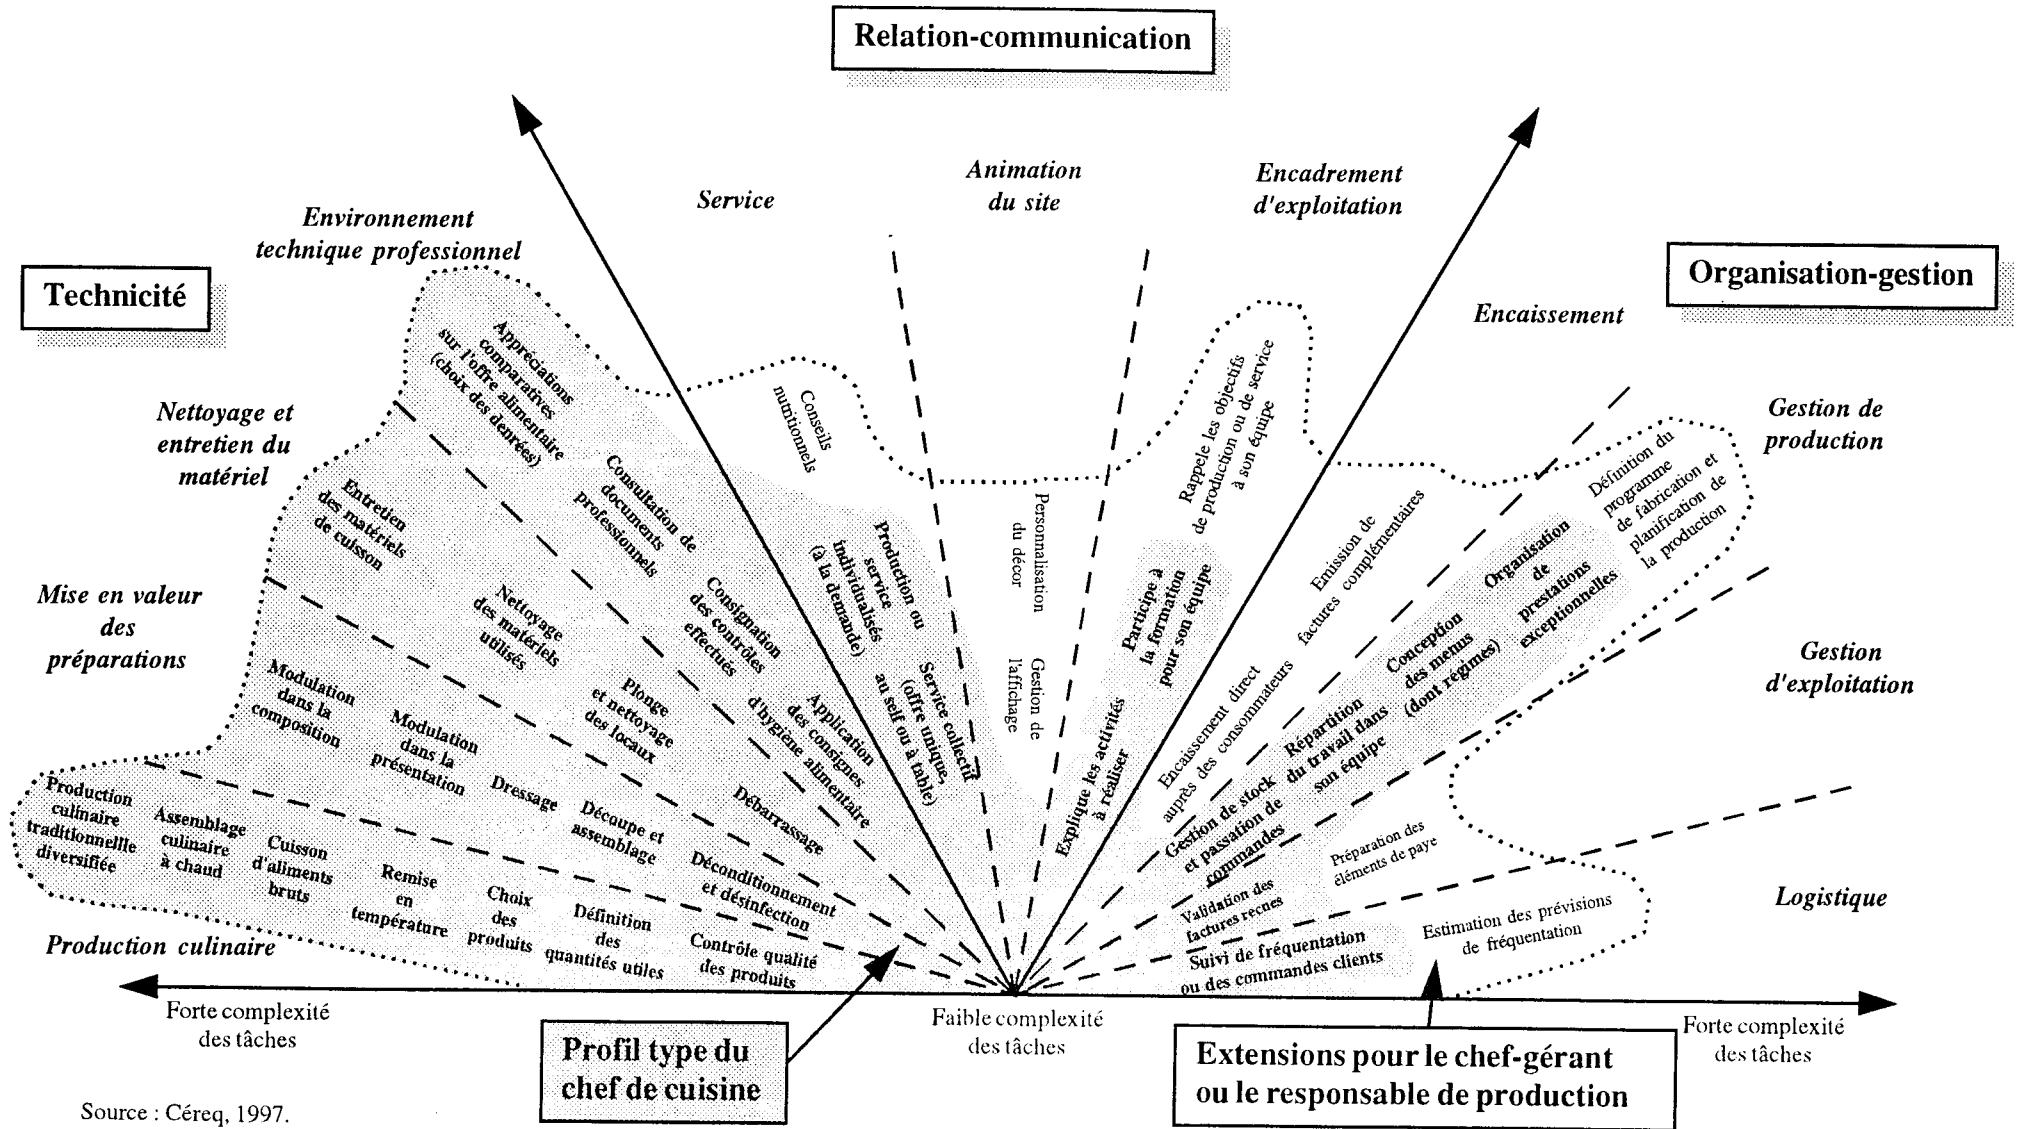 Relation-communication
Animation
du site
Encadrement
d'exploitation
Service
Environnement
technique professionnel
Technicité
Organisation-gestion
Encaissement
Nettoyage et
entretien du
matériel
Gestion de
production
Mise en valeur
des
préparations
Gestion
d'exploitation
Logistique
Production culinaire
Appréciations
comparatives
sur l'offre alimentaire
(choix des denrées)
Consultation de
documents
professionnels
Consignation
des contrôles
effectués
Application
des consignes
d'hygiène alimentaire
Entretien
des matériels
de cuisson
Nettoyage
des matériels
utilisés
Plonge
et nettoyage
des locaux
Débarrassage
Modulation
dans la
composition
Modulation
dans la
présentation
Dressage
Découpe et
assemblage
Déconditionnement
et désinfection
Production
culinaire
traditionnellle
diversifiée
Assemblage
culinaire
à chaud
Cuisson
d'aliments
bruts
Remise
en
température
Choix
des
produits
Définition
des
quantités utiles
Contrôle qualité
des produits
Conseils
nutritionnels
Production ou
service
individualisés
(à la demande)
Service collectif
(offre unique,
au self ou à table)
Personnalisation
du décor
Gestion de
l'affichage
Rappele les objectifs
de production ou de service
à son équipe
Participe à
la formation
pour son équipe
Explique les activités
à réaliser
Emission de
factures complémentaires
Encaissement direct
auprès des consommateurs
Définition du
programme
de fabrication et
planification de
la production
Organisation
de
prestations
exceptionnelles
Conception
des menus
(dont régimes)
Répartition
du travail dans
son équipe
Gestion de stock
et passation de
commandes
Préparation des
éléments de paye
Validation des
factures recues
Estimation des prévisions
de fréquentation
Suivi de fréquentation
ou des commandes clients
Forte complexité
des tâches
Faible complexité
des tâches
Forte complexité
des tâches
Profil type du
chef de cuisine
Extensions pour le chef-gérant
ou le responsable de production
Source : Céreq, 1997.